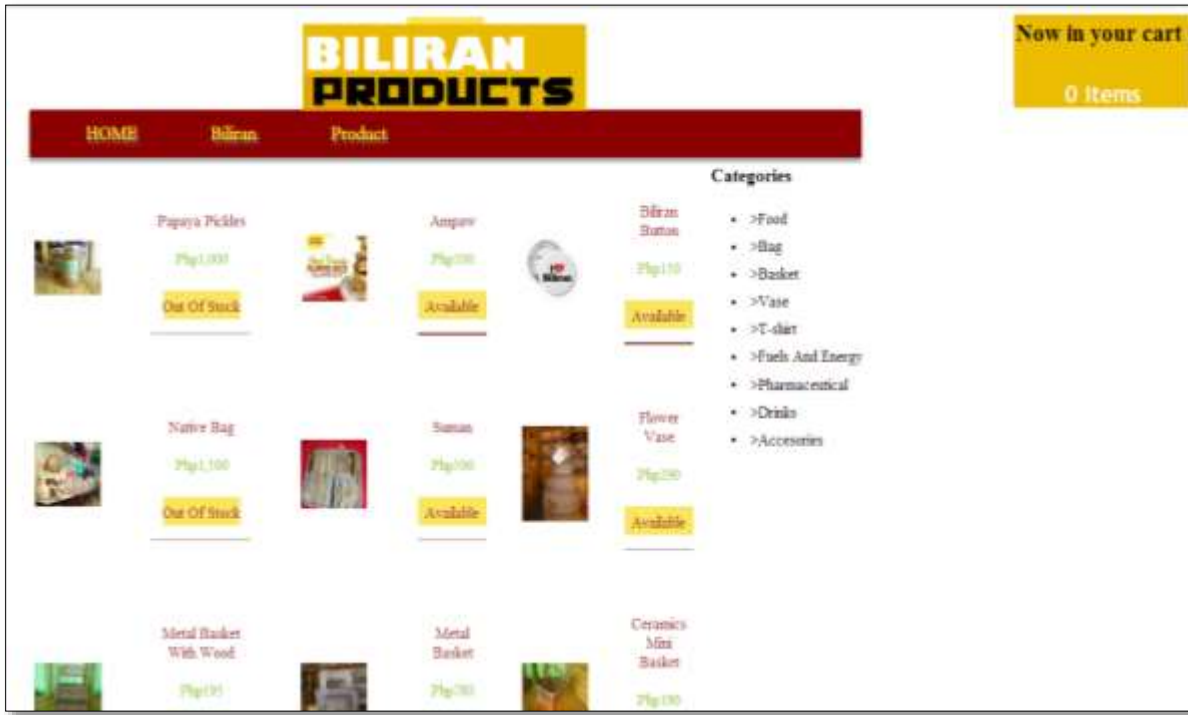 BILIRAN
PRODUCTS
Now in your cart
0 Items
HOME Biliran Product
Papaya Pickles
Php1,000
Out Of Stock
Ampaw
Available
Biliran
Button
Php150
Available
Native Bag
Php1,500
Out Of Stock
Suman
Available
Flower
Vase
Php290
Available
Metal Basket
With Wood
Php195
Metal
Basket
Ceramics
Mini
Basket
Php190
Categories
>Food
>Bag
>Basket
>Vase
>T-shirt
>Fuels And Energy
>Pharmaceutical
>Drinks
>Accesories